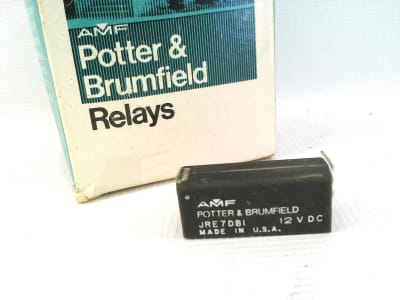 AMF
Potter &
Brumfield
Relays
AMF
POTTER & BRUMFIELD
JRE7DB1 12 V DC
MADE IN U.S.A.